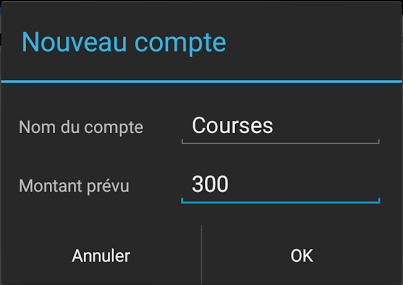 Nouveau compte
Nom du compte Courses
Montant prévu 300
Annuler OK